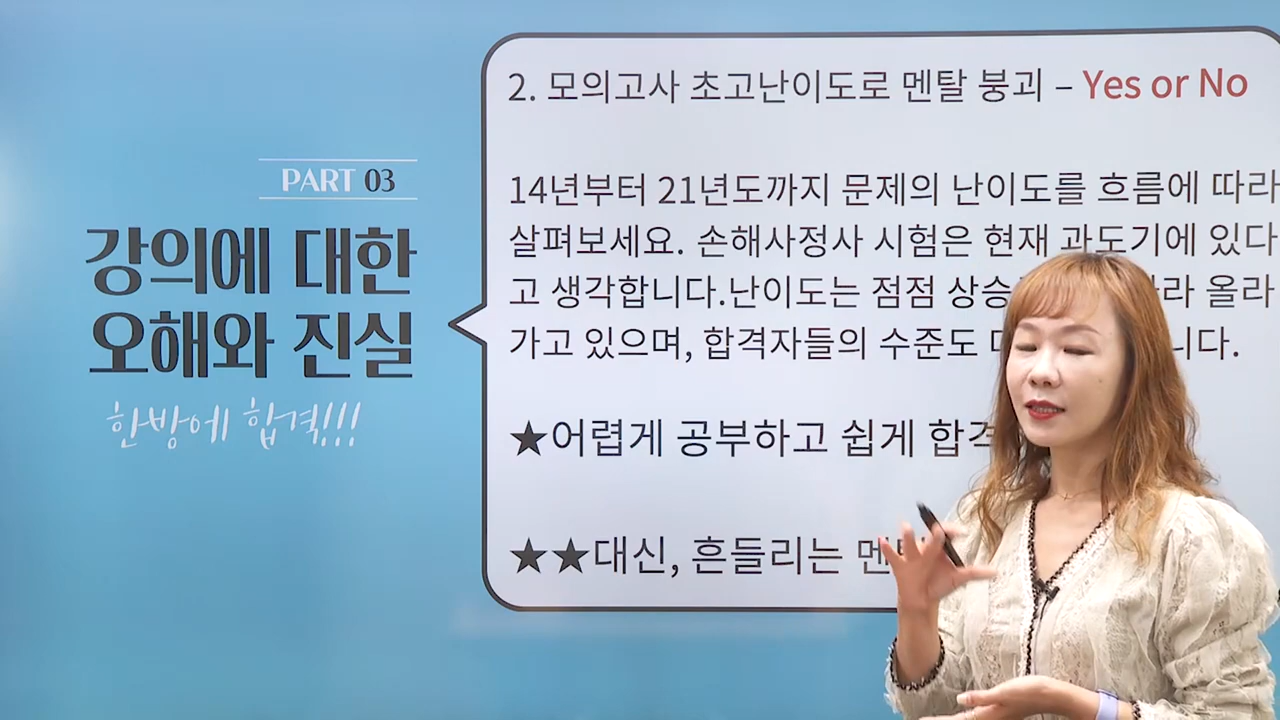 PART 03
강의에 대한
오해와 진실
한방에 합격!!!
2. 모의고사 초고난이도로 멘탈 붕괴 – Yes or No
14년부터 21년도까지 문제의 난이도를 흐름에 따라
살펴보세요. 손해사정사 시험은 현재 과도기에 있다
고 생각합니다.난이도는 점점 상승 올라
가고 있으며, 합격자들의 수준도
★어렵게 공부하고 쉽게 합격
★★대신, 흔들리는 멘탈